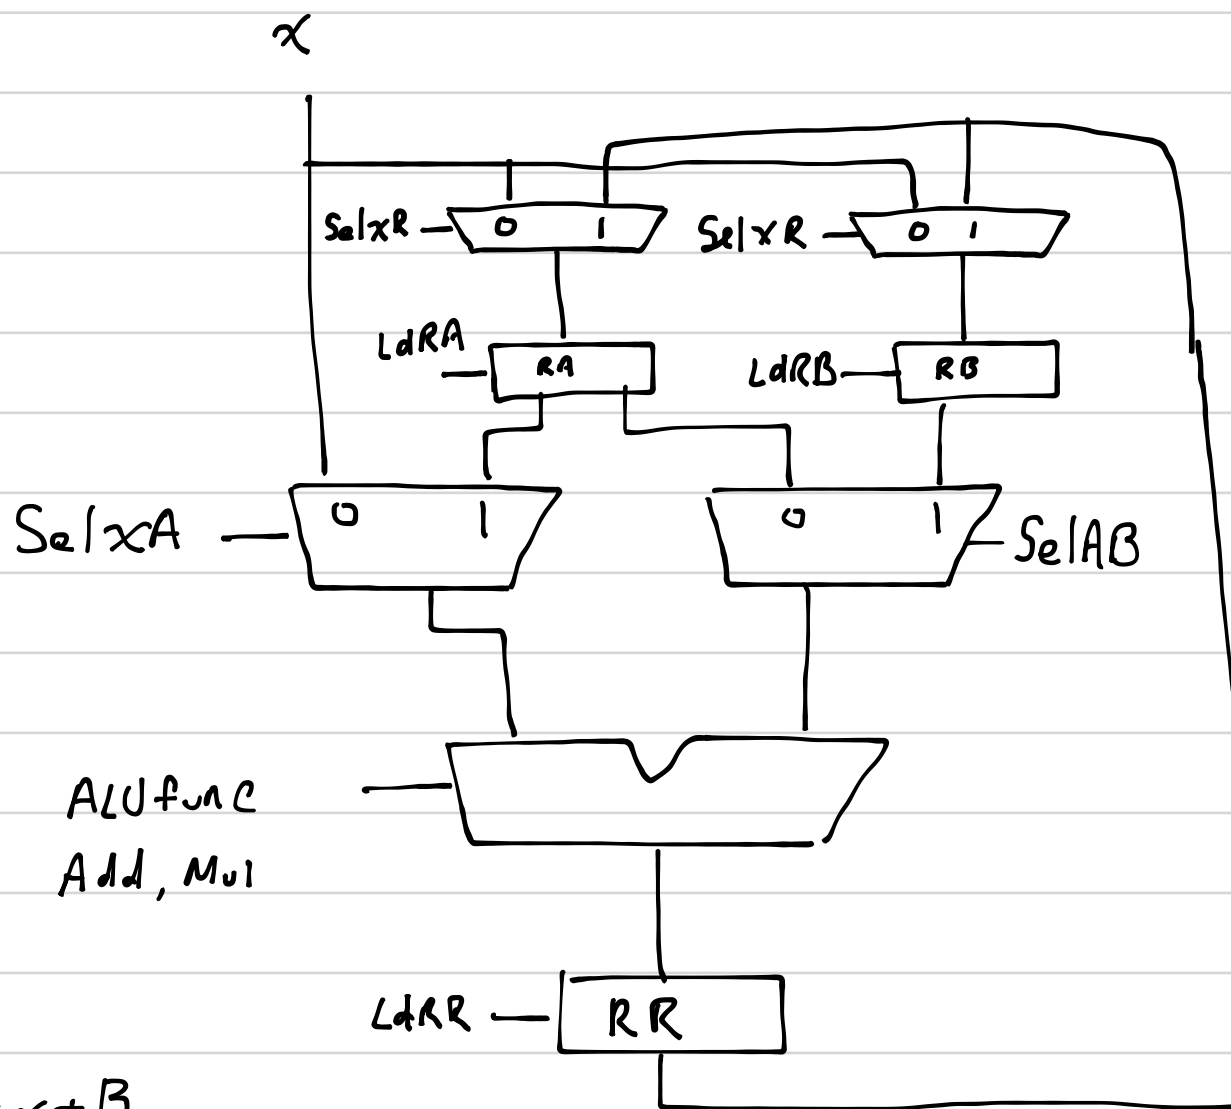 x
SelxR 0 1
SelxR 0 1
LdRA RA
LdRB RB
SelxA 0 1
0 1 SelAB
ALUfunc
Add, Mul
LdRR RR